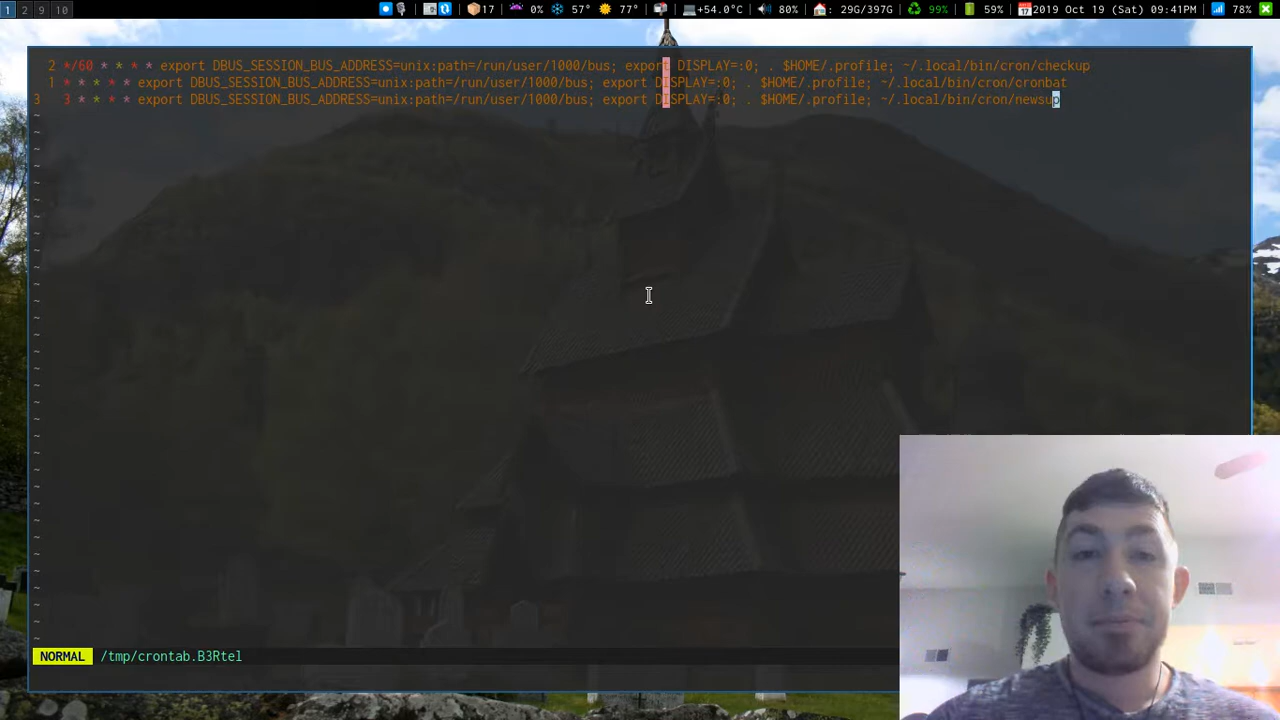 1 2 9 10 17 0% 57° 77° +54.0°C 80% : 29G/397G 99% 59% 2019 Oct 19 (Sat) 09:41PM 78%
2 */60 * * * * export DBUS_SESSION_BUS_ADDRESS=unix:path=/run/user/1000/bus; export DISPLAY=:0; . $HOME/.profile; ~/.local/bin/cron/checkup
1 * * * * * export DBUS_SESSION_BUS_ADDRESS=unix:path=/run/user/1000/bus; export DISPLAY=:0; . $HOME/.profile; ~/.local/bin/cron/cronbat
3 3 * * * * export DBUS_SESSION_BUS_ADDRESS=unix:path=/run/user/1000/bus; export DISPLAY=:0; . $HOME/.profile; ~/.local/bin/cron/newsup
NORMAL /tmp/crontab.B3Rtel